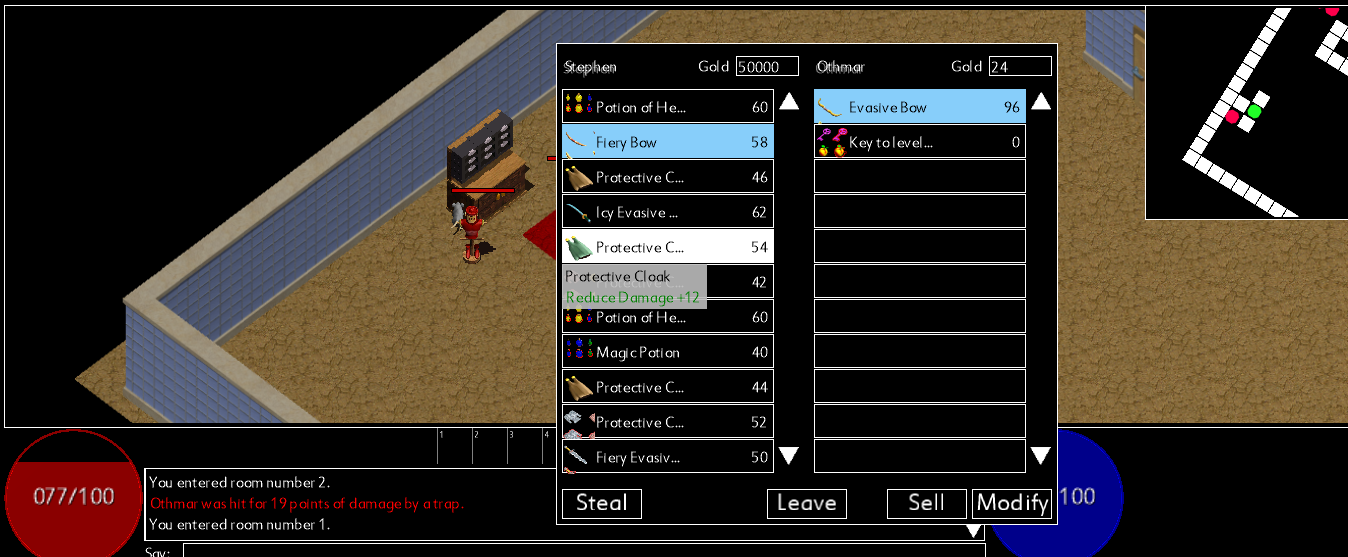 Stephen Gold 50000 Othmar Gold 24
Potion of He... 60
Evasive Bow 96
Fiery Bow 58
Key to level... 0
Protective C... 46
Icy Evasive ... 62
Protective C... 54
Protective Cloak
Reduce Damage +12
42
Potion of He... 60
Magic Potion 40
Protective C... 44
Protective C... 52
Fiery Evasiv... 50
Steal Leave Sell Modify
1 2 3 4
077/100
100
You entered room number 2.
Othmar was hit for 19 points of damage by a trap.
You entered room number 1.
Say: